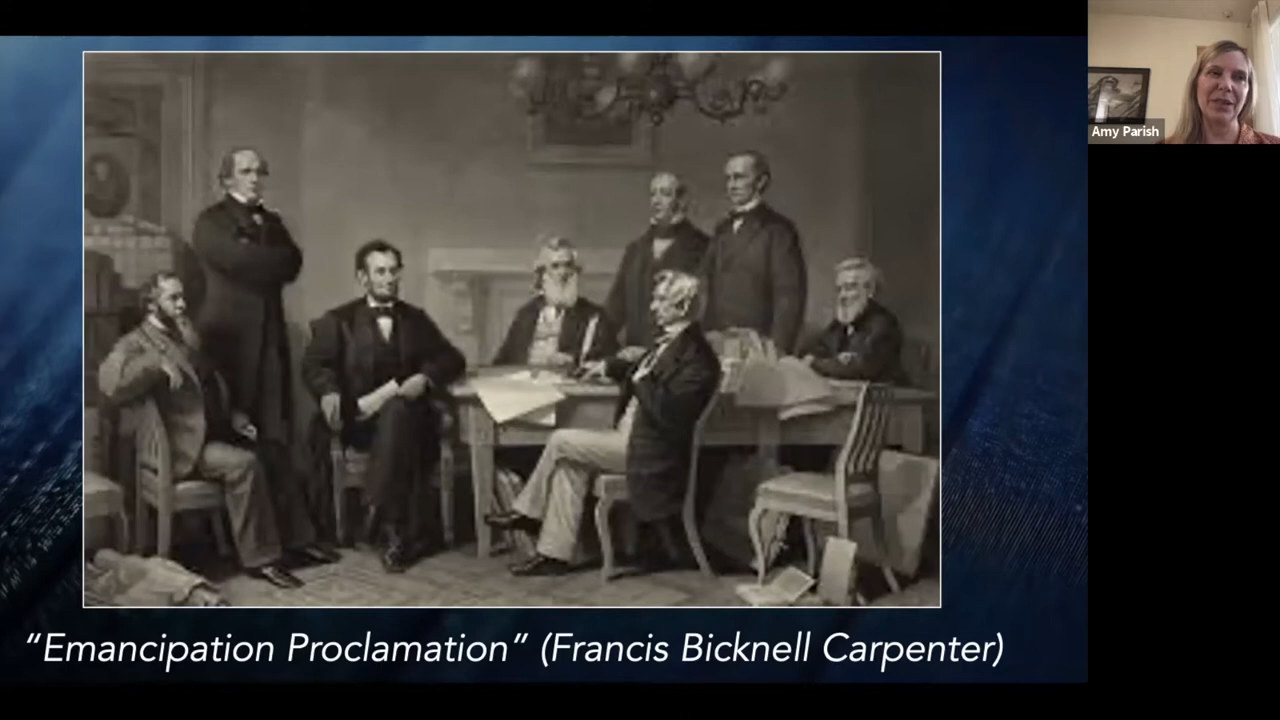 Amy Parish
“Emancipation Proclamation” (Francis Bicknell Carpenter)